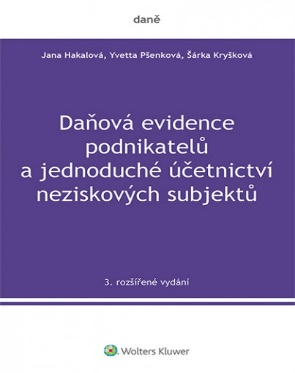 daně
Jana Hakalová, Yvetta Pšenková, Šárka Kryšková
Daňová evidence
podnikatelů
a jednoduché účetnictví
neziskových subjektů
3. rozšířené vydání
Wolters Kluwer